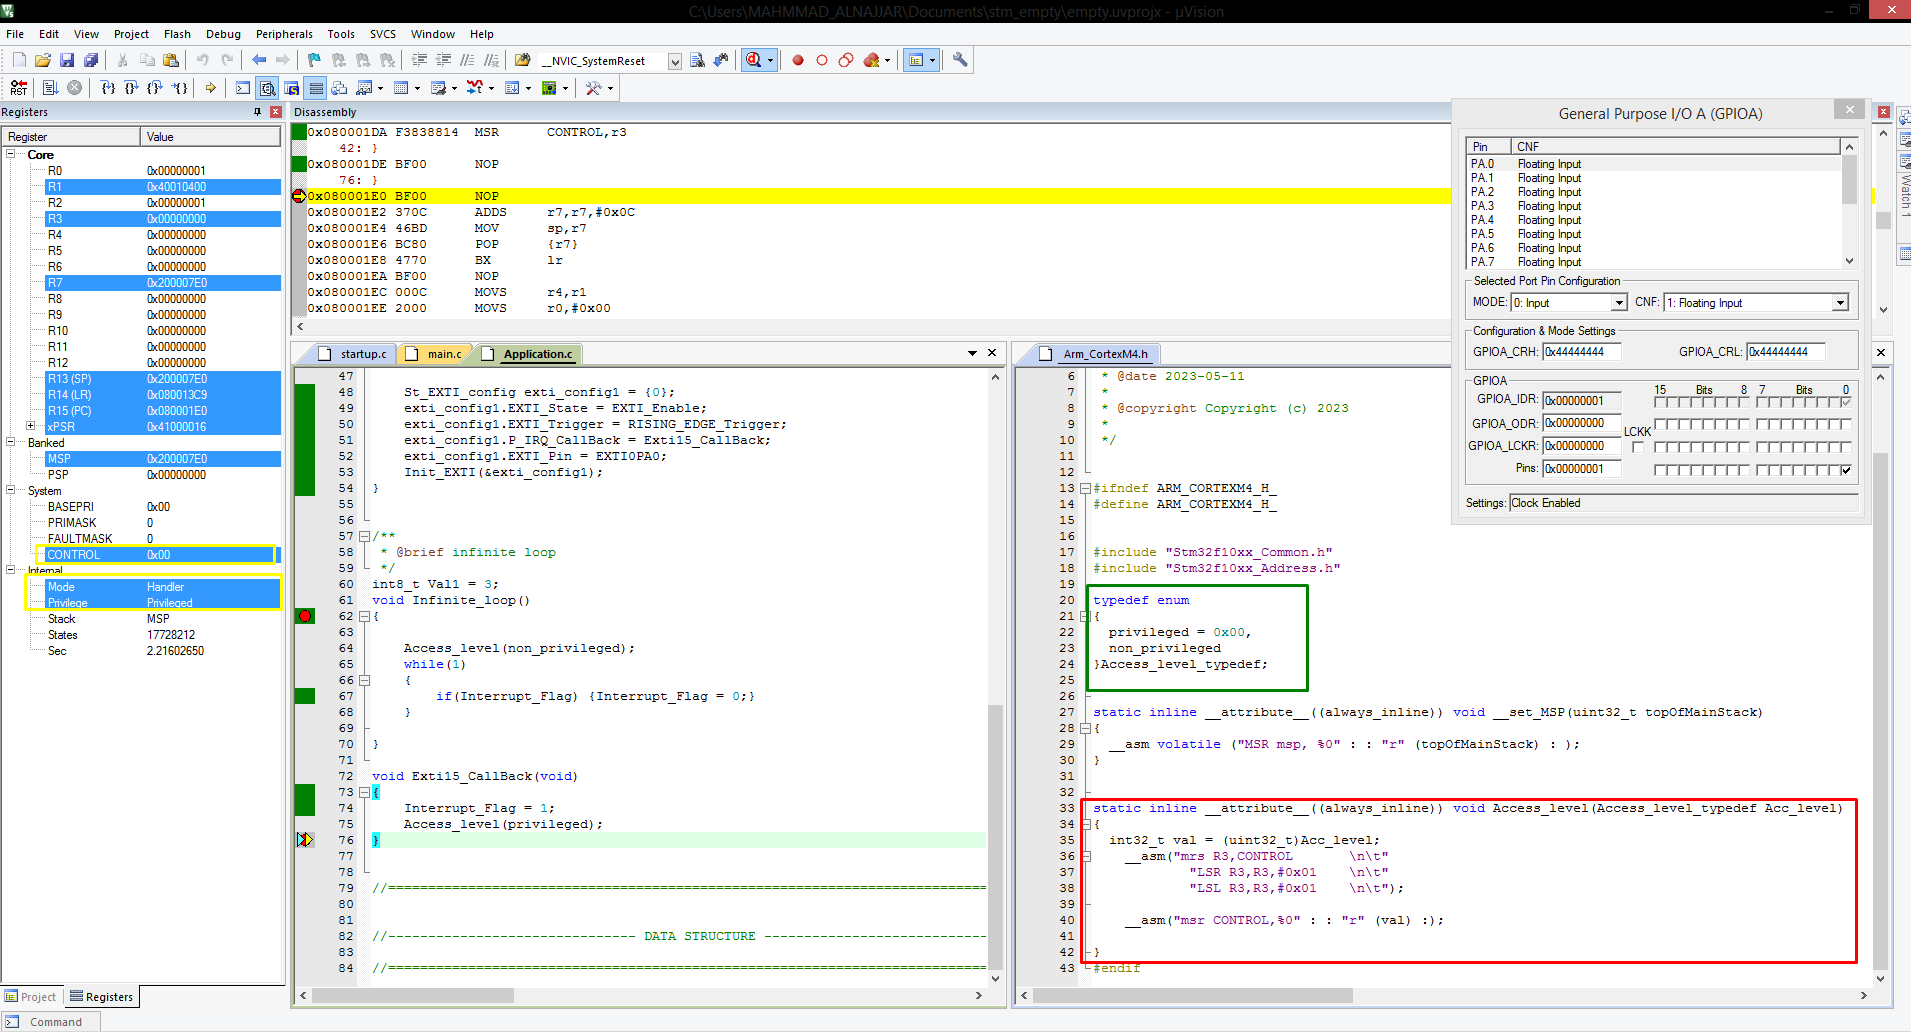 C:\Users\MAHMMAD_ALNAJJAR\Documents\stm_empty\empty.uvprojx - µVision
File Edit View Project Flash Debug Peripherals Tools SVCS Window Help
__NVIC_SystemReset
RST
Registers
Register Value
Core
R0 0x00000001
R1 0x40010400
R2 0x00000001
R3 0x00000000
R4 0x00000000
R5 0x00000000
R6 0x00000000
R7 0x200007E0
R8 0x00000000
R9 0x00000000
R10 0x00000000
R11 0x00000000
R12 0x00000000
R13 (SP) 0x200007E0
R14 (LR) 0x080013C9
R15 (PC) 0x080001E0
xPSR 0x41000016
Banked
MSP 0x200007E0
PSP 0x00000000
System
BASEPRI 0x00
PRIMASK 0
FAULTMASK 0
CONTROL 0x00
Internal
Mode Handler
Privilege Privileged
Stack MSP
States 17728212
Sec 2.21602650
Project Registers
Command
Disassembly
0x080001DA F3838814 MSR CONTROL,r3
42: }
0x080001DE BF00 NOP
76: }
0x080001E0 BF00 NOP
0x080001E2 370C ADDS r7,r7,#0x0C
0x080001E4 46BD MOV sp,r7
0x080001E6 BC80 POP {r7}
0x080001E8 4770 BX lr
0x080001EA BF00 NOP
0x080001EC 000C MOVS r4,r1
0x080001EE 2000 MOVS r0,#0x00
startup.c main.c Application.c
47
48 St_EXTI_config exti_config1 = {0};
49 exti_config1.EXTI_State = EXTI_Enable;
50 exti_config1.EXTI_Trigger = RISING_EDGE_Trigger;
51 exti_config1.P_IRQ_CallBack = Exti15_CallBack;
52 exti_config1.EXTI_Pin = EXTI0PA0;
53 Init_EXTI(&exti_config1);
54 }
55
56
57 /**
58 * @brief infinite loop
59 */
60 int8_t Val1 = 3;
61 void Infinite_loop()
62 {
63
64 Access_level(non_privileged);
65 while(1)
66 {
67 if(Interrupt_Flag) {Interrupt_Flag = 0;}
68 }
69
70 }
71
72 void Exti15_CallBack(void)
73 {
74 Interrupt_Flag = 1;
75 Access_level(privileged);
76 }
77
78
79 //===========================================================================
80
81
82 //------------------------------- DATA STRUCTURE ----------------------------
83
84 //===========================================================================
Arm_CortexM4.h
6 * @date 2023-05-11
7 *
8 * @copyright Copyright (c) 2023
9 *
10 */
11
12
13 #ifndef ARM_CORTEXM4_H_
14 #define ARM_CORTEXM4_H_
15
16
17 #include "Stm32f10xx_Common.h"
18 #include "Stm32f10xx_Address.h"
19
20 typedef enum
21 {
22 privileged = 0x00,
23 non_privileged
24 }Access_level_typedef;
25
26
27 static inline __attribute__((always_inline)) void __set_MSP(uint32_t topOfMainStack)
28 {
29 __asm volatile ("MSR msp, %0" : : "r" (topOfMainStack) : );
30 }
31
32
33 static inline __attribute__((always_inline)) void Access_level(Access_level_typedef Acc_level)
34 {
35 int32_t val = (uint32_t)Acc_level;
36 __asm("mrs R3,CONTROL \n\t"
37 "LSR R3,R3,#0x01 \n\t"
38 "LSL R3,R3,#0x01 \n\t");
39
40 __asm("msr CONTROL,%0" : : "r" (val) :);
41
42 }
43 #endif
General Purpose I/O A (GPIOA)
Pin CNF
PA.0 Floating Input
PA.1 Floating Input
PA.2 Floating Input
PA.3 Floating Input
PA.4 Floating Input
PA.5 Floating Input
PA.6 Floating Input
PA.7 Floating Input
Selected Port Pin Configuration
MODE: 0: Input CNF: 1: Floating Input
Configuration & Mode Settings
GPIOA_CRH: 0x44444444 GPIOA_CRL: 0x44444444
GPIOA
15 Bits 8 7 Bits 0
GPIOA_IDR: 0x00000001
GPIOA_ODR: 0x00000000
LCKK
GPIOA_LCKR: 0x00000000
Pins: 0x00000001
Settings: Clock Enabled
Watch 1